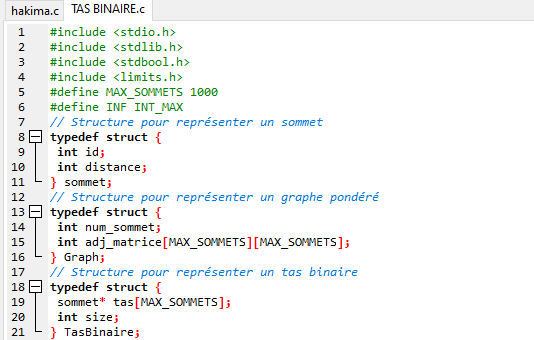 hakima.c TAS BINAIRE.c
1 #include <stdio.h>
2 #include <stdlib.h>
3 #include <stdbool.h>
4 #include <limits.h>
5 #define MAX_SOMMETS 1000
6 #define INF INT_MAX
7 // Structure pour représenter un sommet
8 typedef struct {
9 int id;
10 int distance;
11 } sommet;
12 // Structure pour représenter un graphe pondéré
13 typedef struct {
14 int num_sommet;
15 int adj_matrice[MAX_SOMMETS][MAX_SOMMETS];
16 } Graph;
17 // Structure pour représenter un tas binaire
18 typedef struct {
19 sommet* tas[MAX_SOMMETS];
20 int size;
21 } TasBinaire;